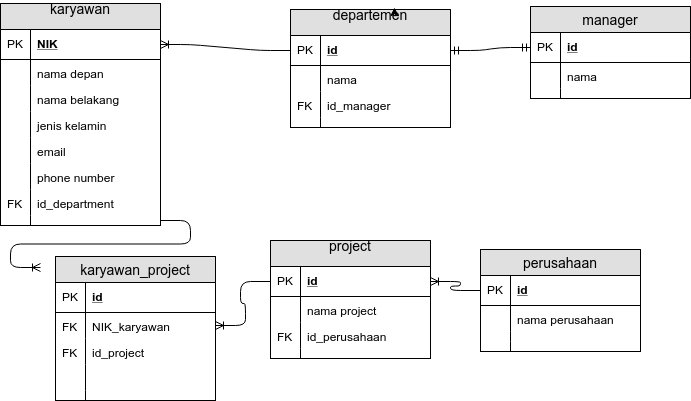 karyawan
PK NIK
nama depan
nama belakang
jenis kelamin
email
phone number
FK id_department
departemen
PK id
nama
FK id_manager
manager
PK id
nama
karyawan_project
PK id
FK NIK_karyawan
FK id_project
project
PK id
nama project
FK id_perusahaan
perusahaan
PK id
nama perusahaan